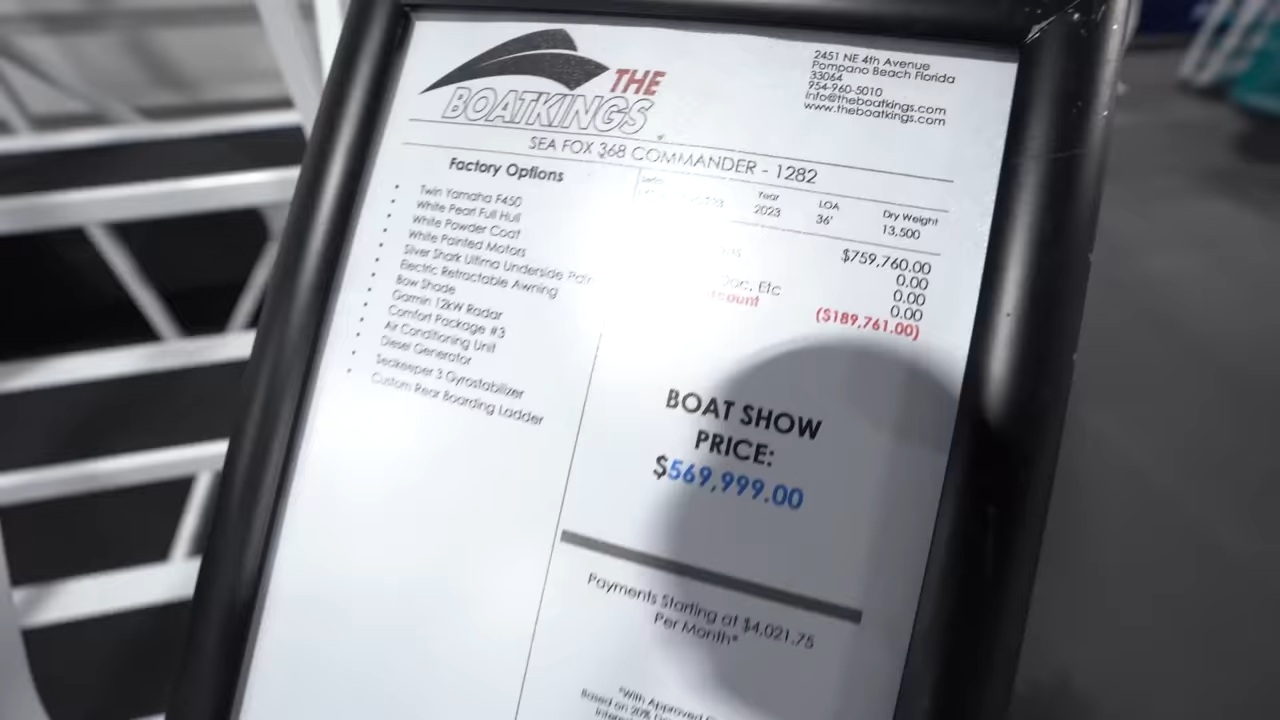 THE
BOATKINGS
2451 NE 4th Avenue
Pompano Beach Florida
33064
954-960-5010
info@theboatkings.com
www.theboatkings.com
SEA FOX 368 COMMANDER - 1282
Factory Options
• Twin Yamaha F450
• White Pearl Full Hull
• White Powder Coat
• White Painted Motors
• Silver Shark Ultima Underside
• Electric Retractable Awning
• Bow Shade
• Garmin 12kW Radar
• Comfort Package #3
• Air Conditioning Unit
• Diesel Generator
• Seakeeper 3 Gyrostabilizer
• Custom Rear Boarding Ladder
Year LOA Dry Weight
2023 36' 13,500
$759,760.00
0.00
0.00
Etc 0.00
($189,761.00)
BOAT SHOW
PRICE:
$569,999.00
Payments Starting at $4,021.75
Per Month*
*With Approved
Based on 20%